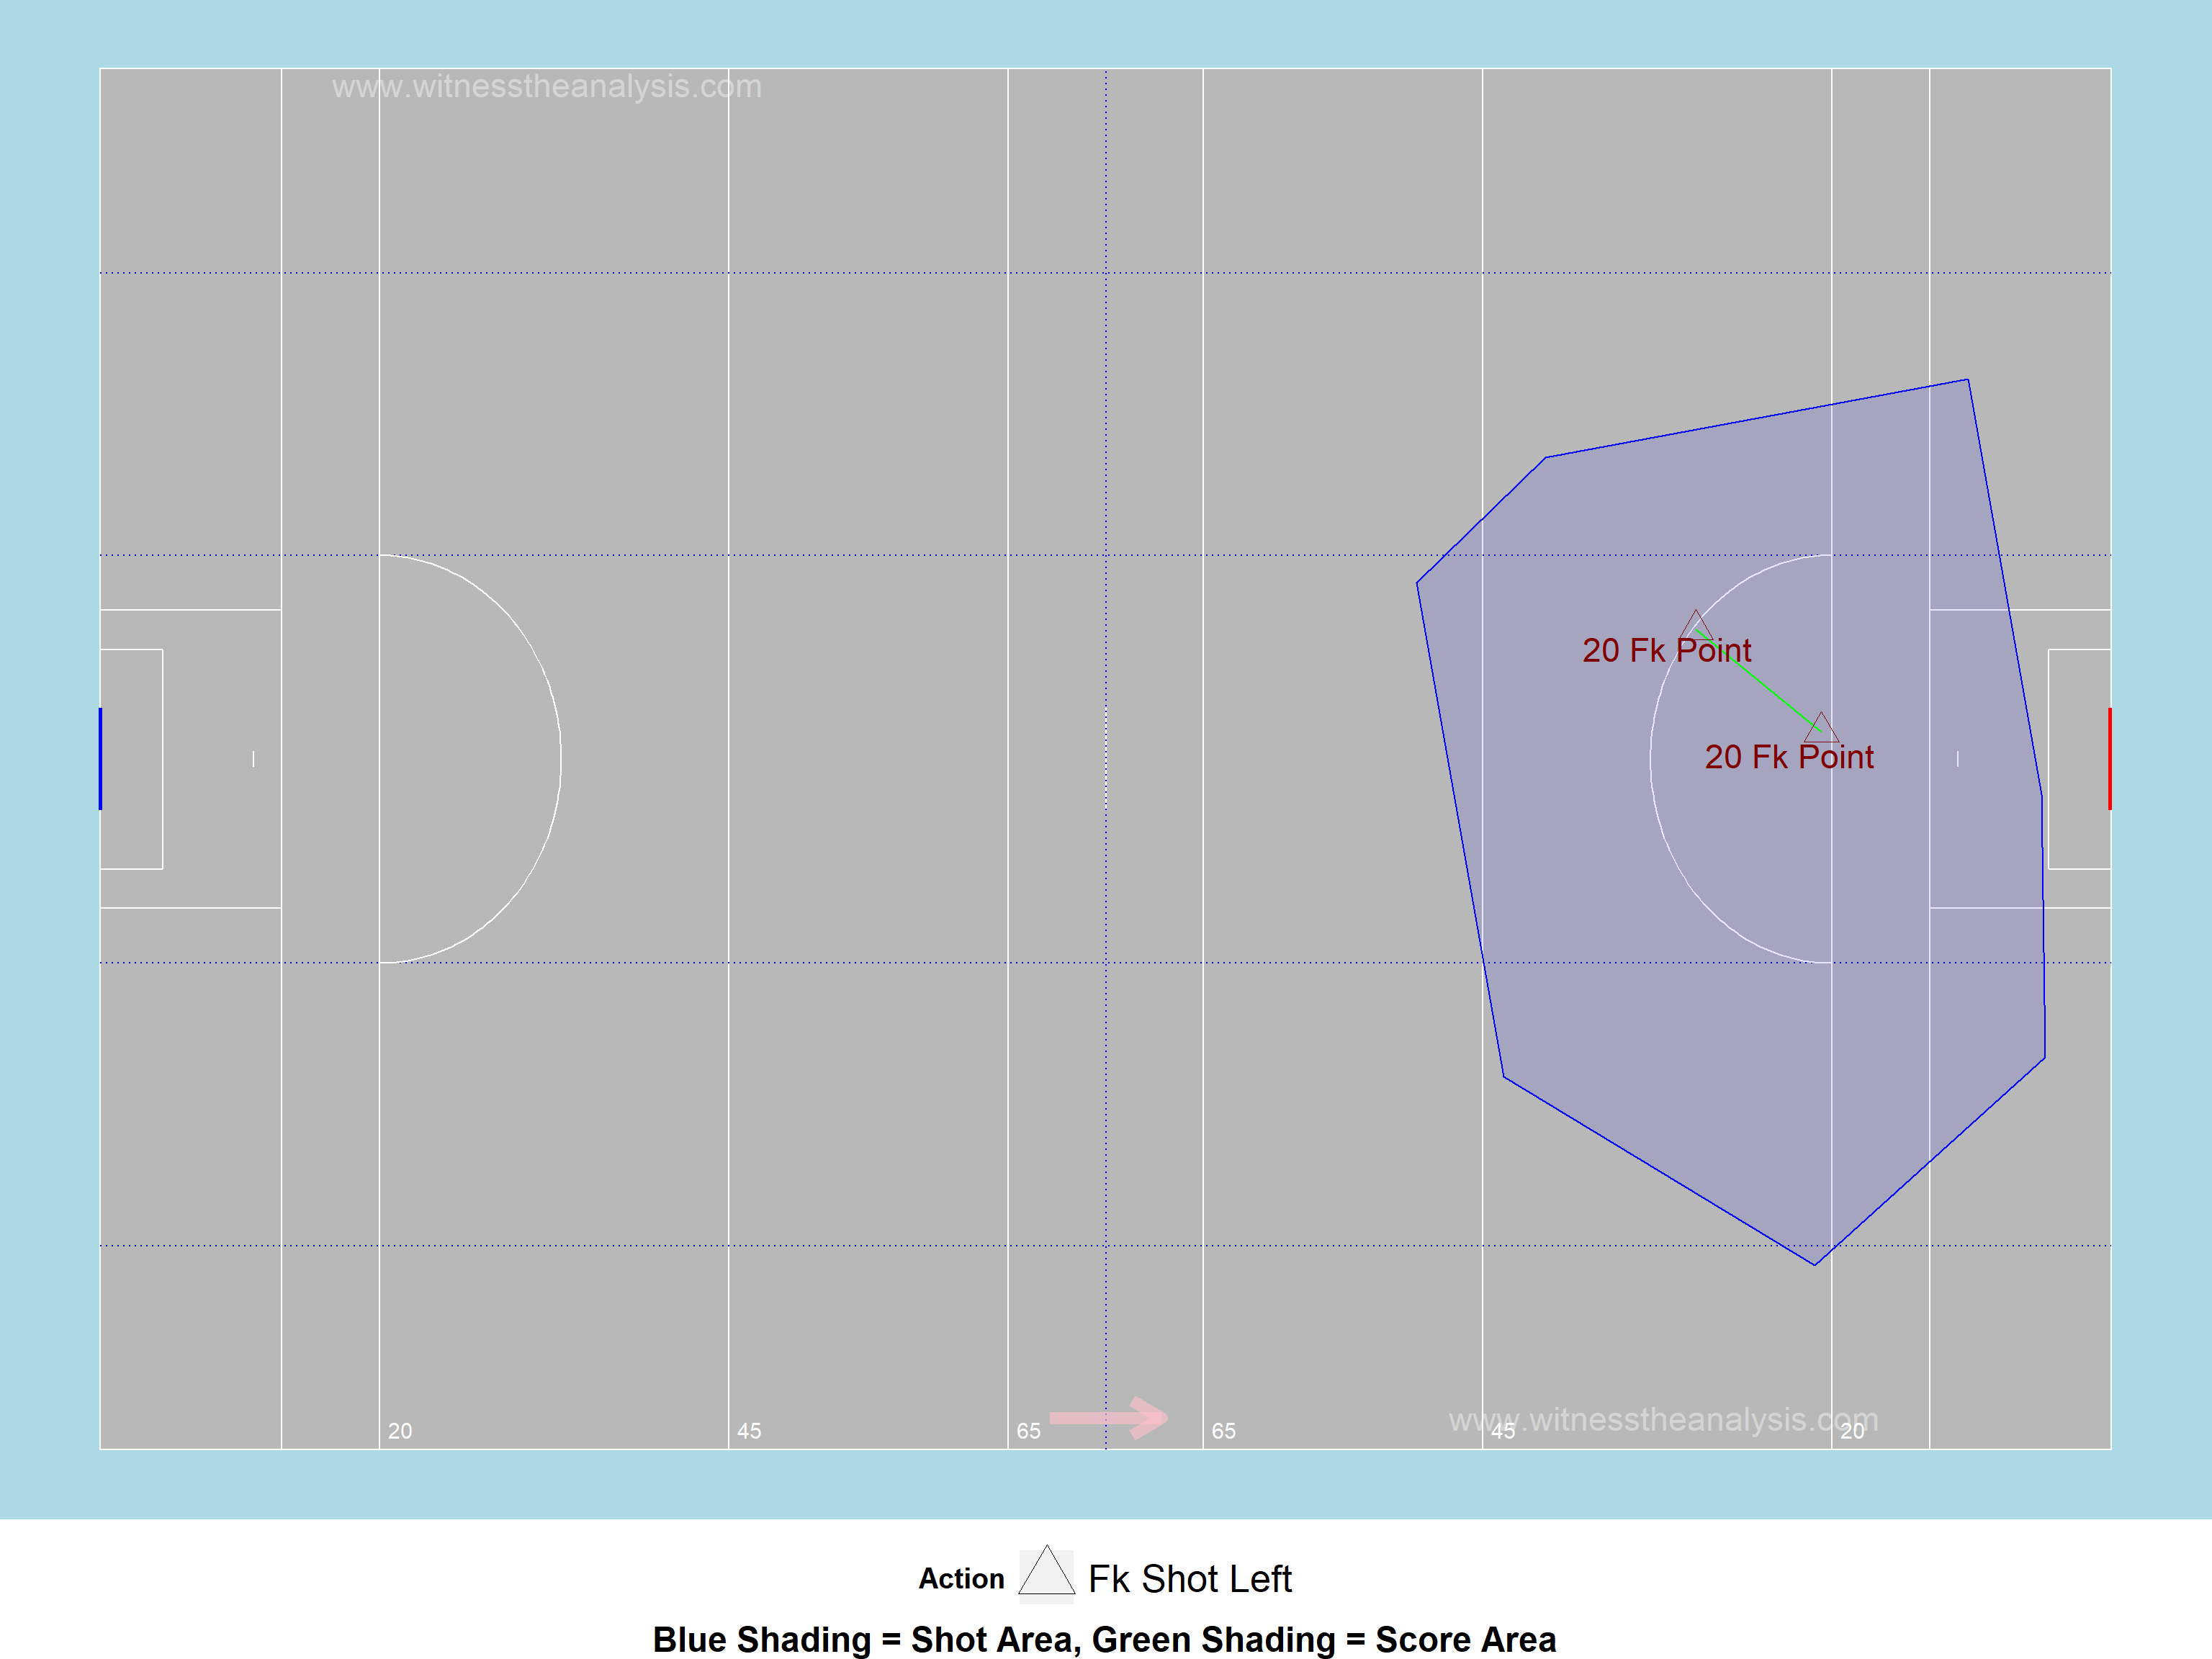 www.witnesstheanalysis.com
20 Fk Point
20 Fk Point
www.witnesstheanalysis.com
20
45
65
65
45
20
Action
Fk Shot Left
Blue Shading = Shot Area, Green Shading = Score Area